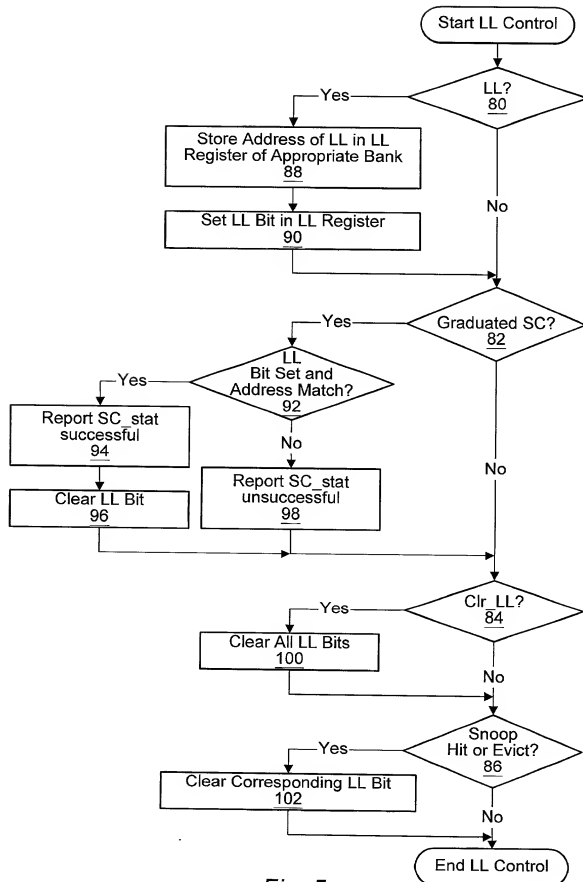 Start LL Control
LL?
80
Yes
Store Address of LL in LL
Register of Appropriate Bank
88
No
Set LL Bit in LL Register
90
Graduated SC?
82
Yes
LL
Bit Set and
Address Match?
92
Yes
Report SC_stat
successful
94
No
No
Report SC_stat
unsuccessful
98
Clear LL Bit
96
Clr_LL?
84
Yes
Clear All LL Bits
100
No
Snoop
Hit or Evict?
86
Yes
Clear Corresponding LL Bit
102
No
End LL Control